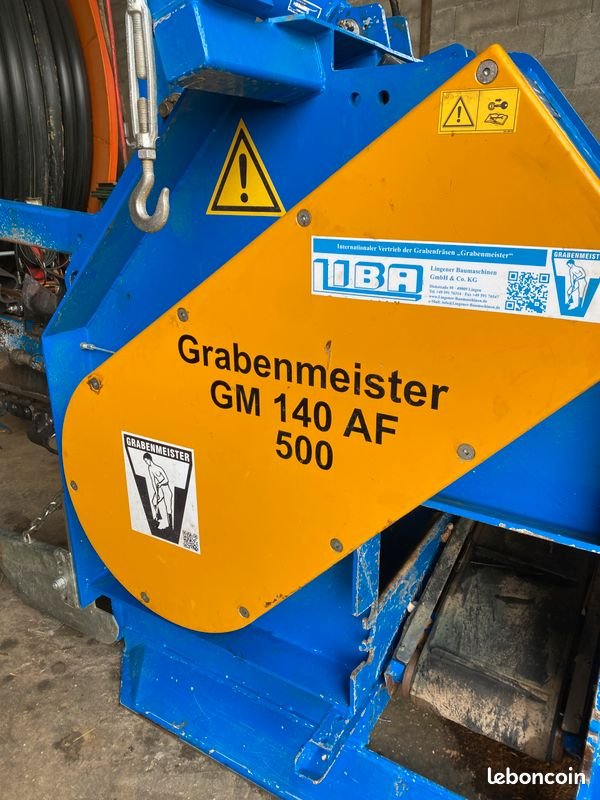 Internationaler Vertrieb der Grabenfräsen „Grabenmeister"
LIBA
Lingener Baumaschinen
GmbH & Co. KG
GRABENMEISTER
Grabenmeister
GM 140 AF
500
GRABENMEISTER
leboncoin